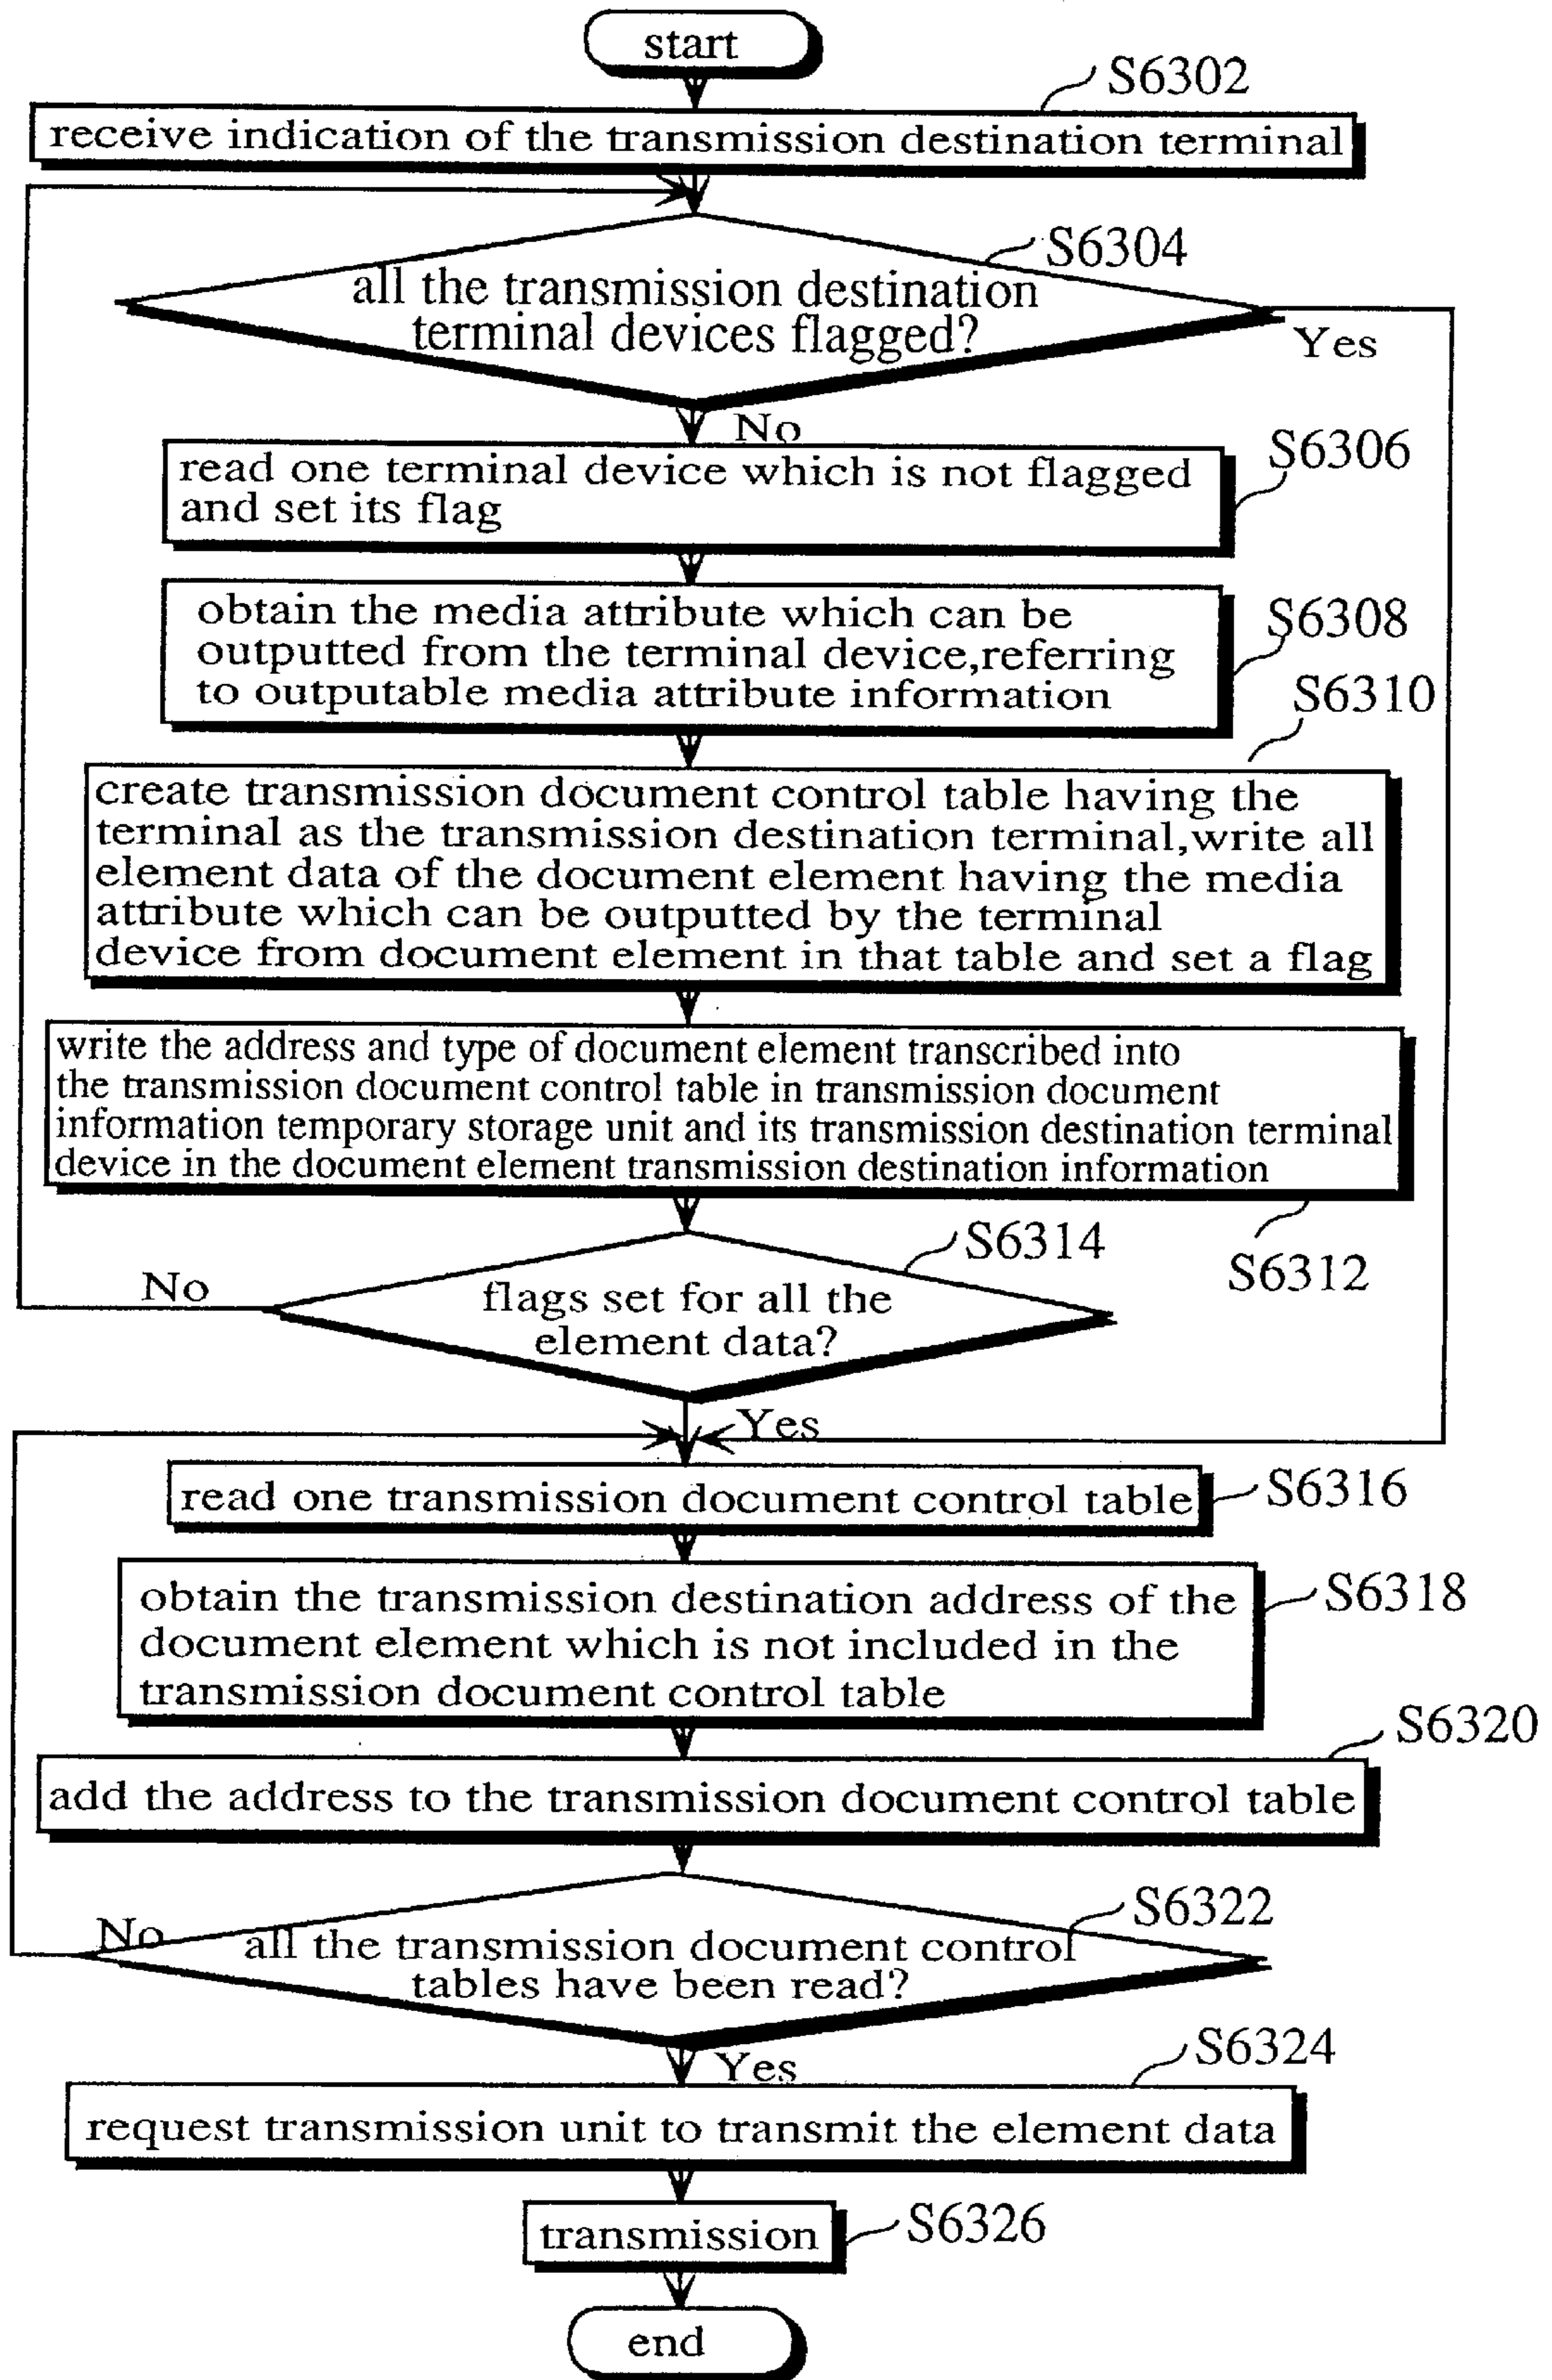 start
S6302
receive indication of the transmission destination terminal
S6304
all the transmission destination
terminal devices flagged?
Yes
No
S6306
read one terminal device which is not flagged
and set its flag
S6308
obtain the media attribute which can be
outputted from the terminal device,referring
to outputable media attribute information
S6310
create transmission document control table having the
terminal as the transmission destination terminal,write all
element data of the document element having the media
attribute which can be outputted by the terminal
device from document element in that table and set a flag
write the address and type of document element transcribed into
the transmission document control table in transmission document
information temporary storage unit and its transmission destination terminal
device in the document element transmission destination information
S6312
S6314
No
flags set for all the
element data?
Yes
read one transmission document control table
S6316
obtain the transmission destination address of the
document element which is not included in the
transmission document control table
S6318
S6320
add the address to the transmission document control table
S6322
No
all the transmission document control
tables have been read?
Yes
S6324
request transmission unit to transmit the element data
transmission
S6326
end